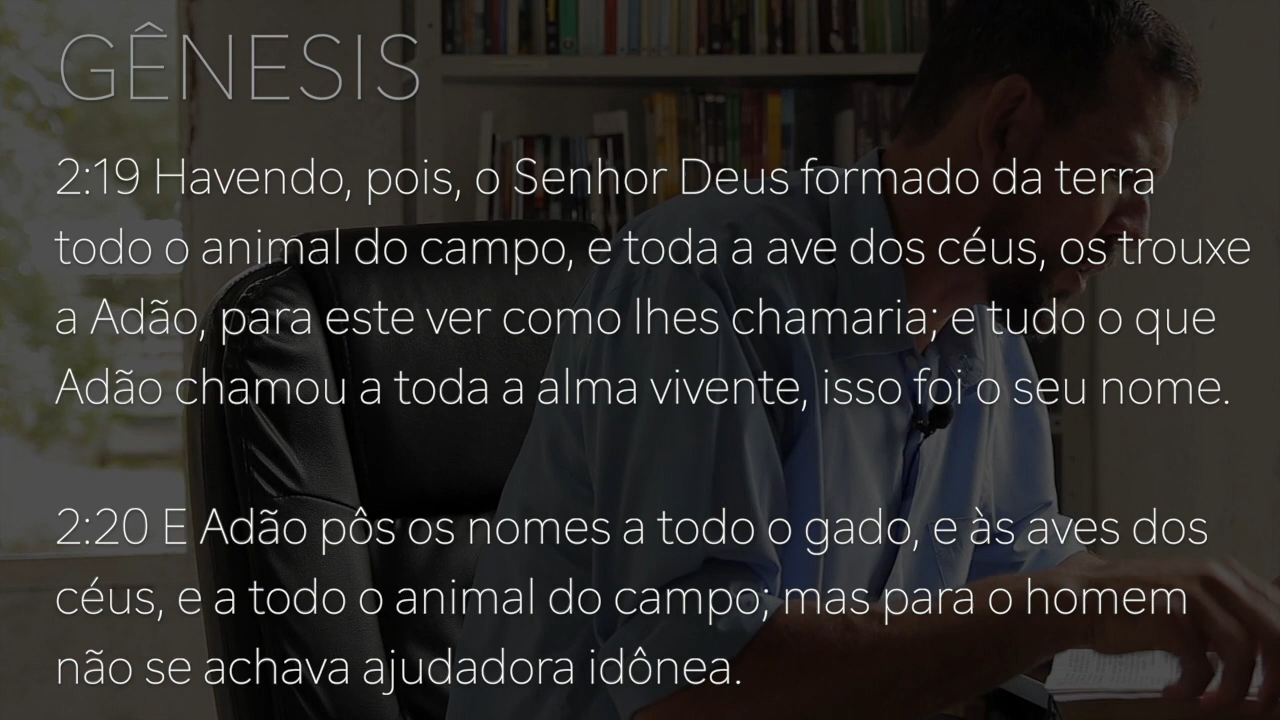 GÊNESIS
2:19 Havendo, pois, o Senhor Deus formado da terra
todo o animal do campo, e toda a ave dos céus, os trouxe
a Adão, para este ver como lhes chamaria; e tudo o que
Adão chamou a toda a alma vivente, isso foi o seu nome.
2:20 E Adão pôs os nomes a todo o gado, e às aves dos
céus, e a todo o animal do campo; mas para o homem
não se achava ajudadora idônea.